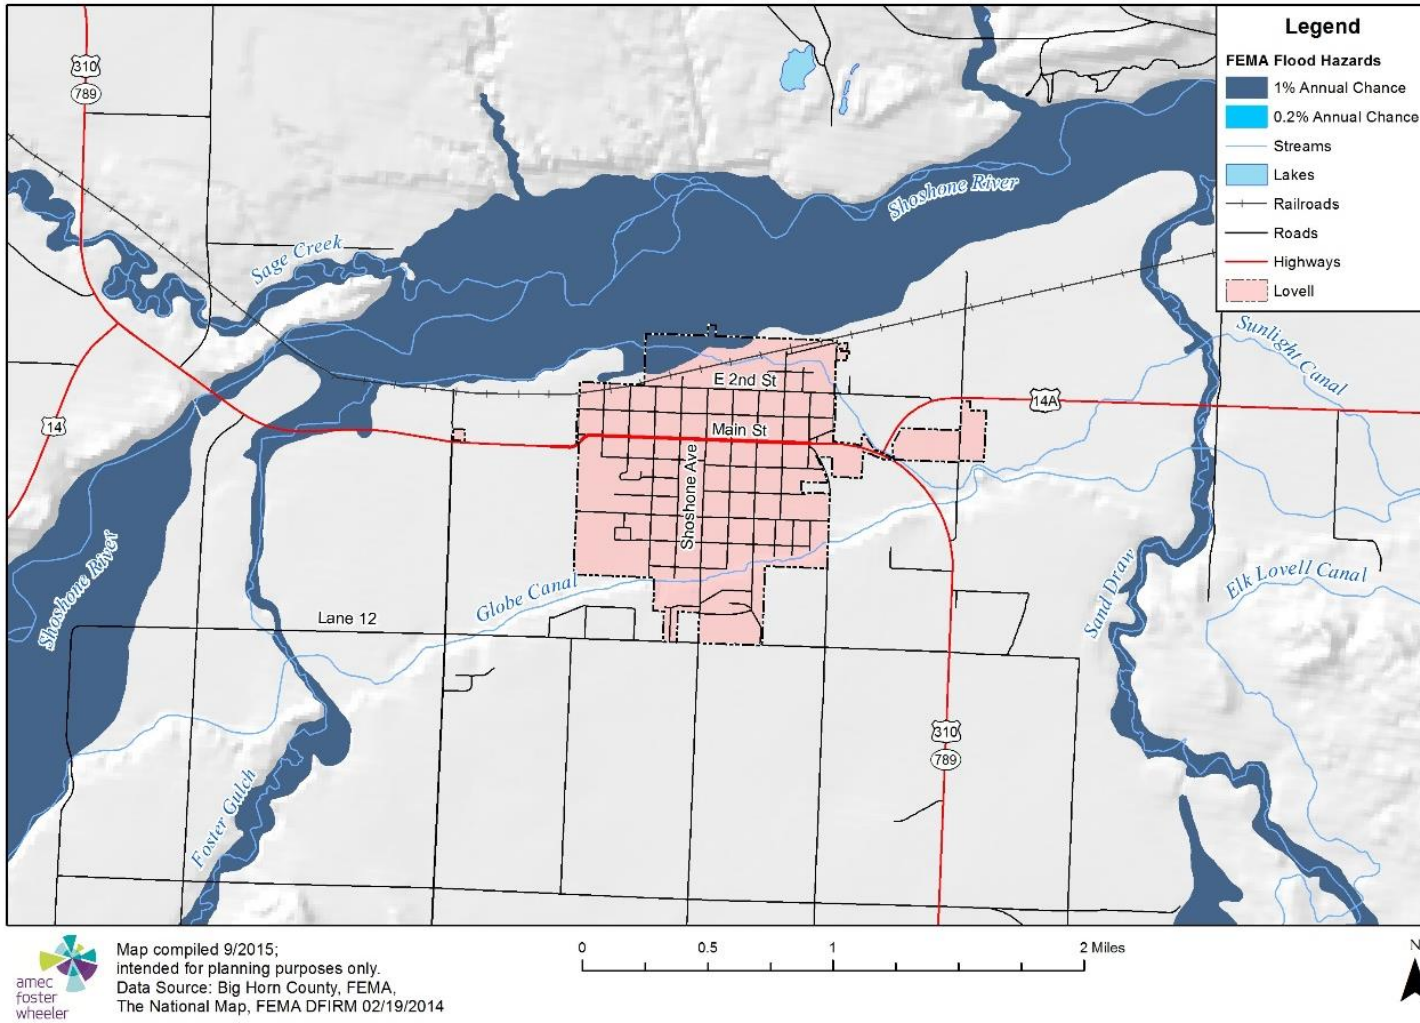 Legend
FEMA Flood Hazards
1% Annual Chance
0.2% Annual Chance
Streams
Lakes
Railroads
Roads
Highways
Lovell
310
789
Shoshone River
Sage Creek
Sunlight Canal
E 2nd St
14A
14
Main St
Shoshone Ave
Shoshone River
Globe Canal
Sand Draw
Elk Lovell Canal
Lane 12
310
789
Foster Gulch
amec
foster
wheeler
Map compiled 9/2015;
intended for planning purposes only.
Data Source: Big Horn County, FEMA,
The National Map, FEMA DFIRM 02/19/2014
0 0.5 1 2 Miles
N